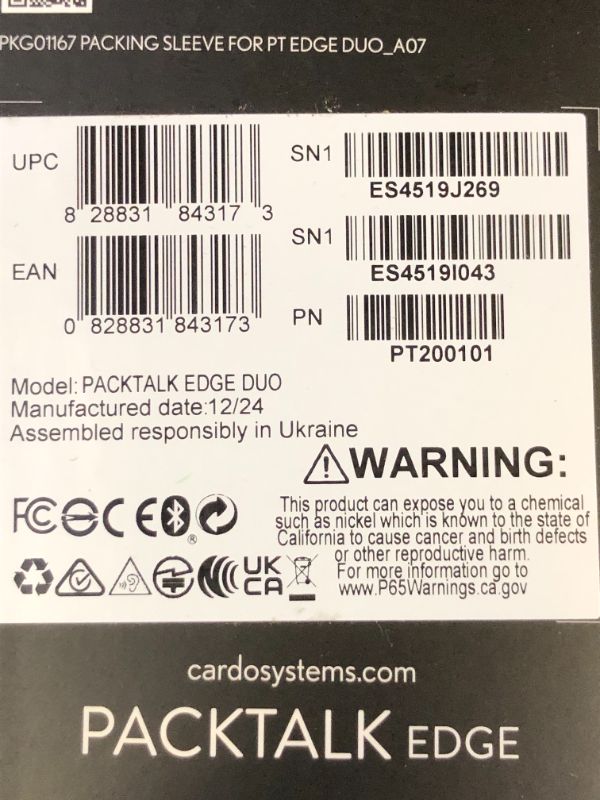 PKG01167 PACKING SLEEVE FOR PT EDGE DUO_A07
UPC
8 28831 84317 3
SN1
ES4519J269
SN1
ES4519I043
EAN
0 828831 843173
PN
PT200101
Model: PACKTALK EDGE DUO
Manufactured date:12/24
Assembled responsibly in Ukraine
WARNING:
This product can expose you to a chemical
such as nickel which is known to the state of
California to cause cancer and birth defects
or other reproductive harm.
For more information go to
www.P65Warnings.ca.gov
FC CE
®
UK
CA
cardosystems.com
PACKTALK EDGE